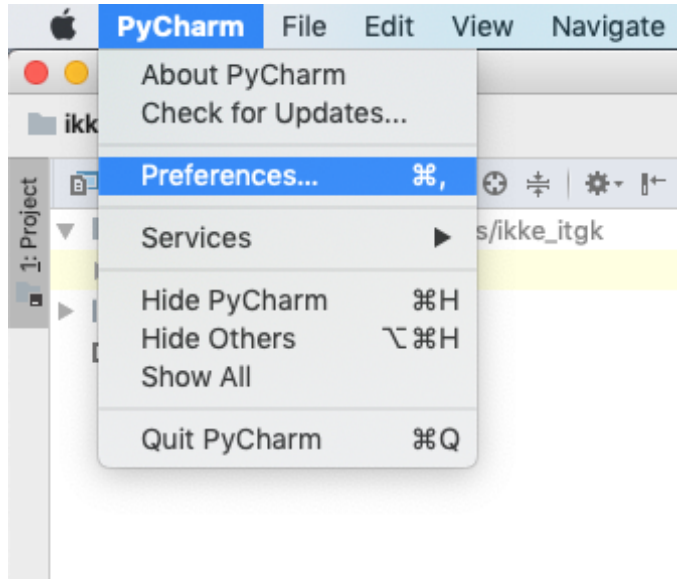 PyCharm File Edit View Navigate
About PyCharm
Check for Updates...
ikk
Preferences... ⌘,
1: Project
Services
s/ikke_itgk
Hide PyCharm ⌘H
Hide Others ⌥⌘H
Show All
Quit PyCharm ⌘Q